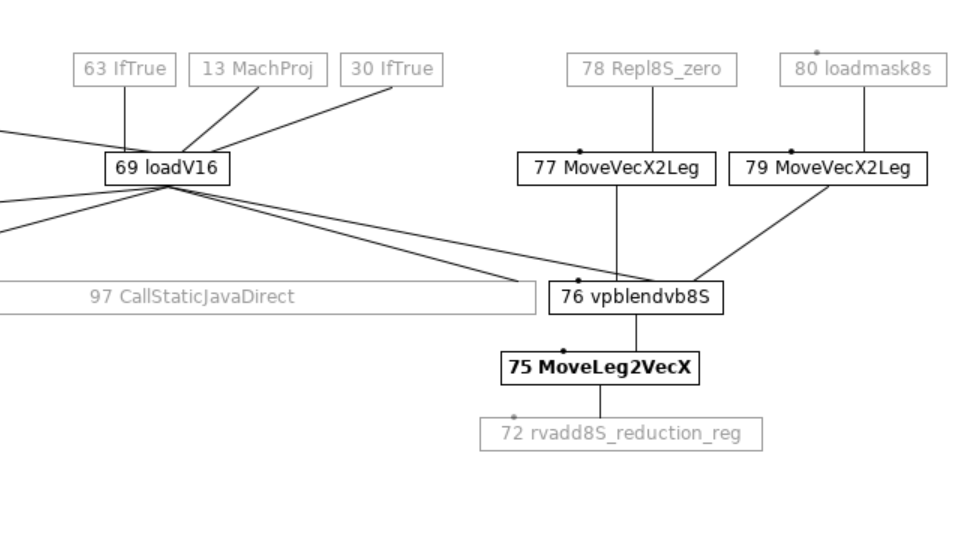 63 IfTrue
13 MachProj
30 IfTrue
78 Repl8S_zero
80 loadmask8s
69 loadV16
77 MoveVecX2Leg
79 MoveVecX2Leg
97 CallStaticJavaDirect
76 vpblendvb8S
75 MoveLeg2VecX
72 rvadd8S_reduction_reg